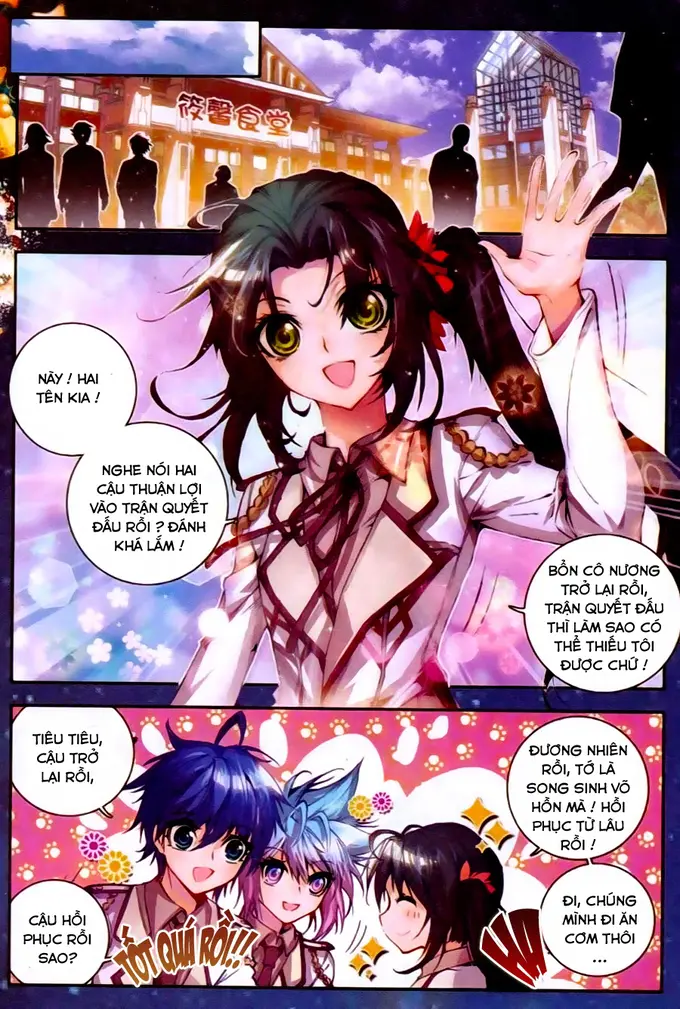 筱馨食堂
NÀY ! HAI
TÊN KIA !
NGHE NÓI HAI
CẬU THUẬN LỢI
VÀO TRẬN QUYẾT
ĐẤU RỒI ? ĐÁNH
KHÁ LẮM !
BỔN CÔ NƯƠNG
TRỞ LẠI RỒI,
TRẬN QUYẾT ĐẤU
THÌ LÀM SAO CÓ
THỂ THIẾU TÔI
ĐƯỢC CHỨ !
TIÊU TIÊU,
CẬU TRỞ
LẠI RỒI,
ĐƯƠNG NHIÊN
RỒI, TỚ LÀ
SONG SINH VÕ
HỒN MÀ ! HỒI
PHỤC TỪ LÂU
RỒI !
CẬU HỒI
PHỤC RỒI
SAO?
TỐT QUÁ RỒI!!!
ĐI, CHÚNG
MÌNH ĐI ĂN
CƠM THÔI
...
HA